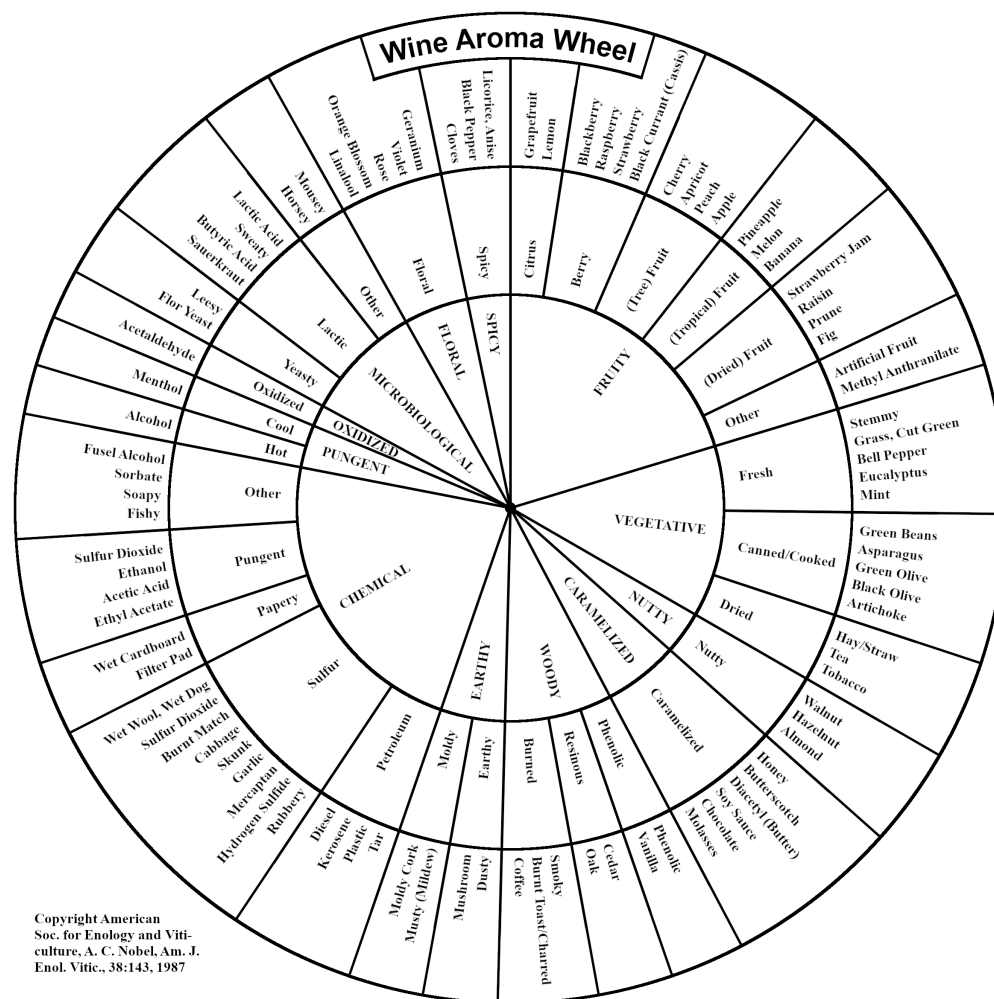 Wine Aroma Wheel
FRUITY
Citrus
Grapefruit
Lemon
Berry
Blackberry
Raspberry
Strawberry
Black Currant (Cassis)
(Tree) Fruit
Cherry
Apricot
Peach
Apple
(Tropical) Fruit
Pineapple
Melon
Banana
(Dried) Fruit
Strawberry Jam
Raisin
Prune
Fig
Other
Artificial Fruit
Methyl Anthranilate
VEGETATIVE
Fresh
Stemmy
Grass, Cut Green
Bell Pepper
Eucalyptus
Mint
Canned/Cooked
Green Beans
Asparagus
Green Olive
Black Olive
Artichoke
Dried
Hay/Straw
Tea
Tobacco
NUTTY
Nutty
Walnut
Hazelnut
Almond
CARAMELIZED
Caramelized
Honey
Butterscotch
Diacetyl (Butter)
Soy Sauce
Chocolate
Molasses
WOODY
Phenolic
Phenolic
Vanilla
Resinous
Cedar
Oak
Burned
Smoky
Burnt Toast/Charred
Coffee
EARTHY
Earthy
Dusty
Mushroom
Moldy
Musty (Mildew)
Moldy Cork
CHEMICAL
Petroleum
Tar
Plastic
Kerosene
Diesel
Sulfur
Rubbery
Hydrogen Sulfide
Mercaptan
Garlic
Skunk
Cabbage
Burnt Match
Sulfur Dioxide
Wet Wool, Wet Dog
Papery
Wet Cardboard
Filter Pad
Pungent
Sulfur Dioxide
Ethanol
Acetic Acid
Ethyl Acetate
Other
Fusel Alcohol
Sorbate
Soapy
Fishy
PUNGENT
Hot
Alcohol
Cool
Menthol
OXIDIZED
Oxidized
Acetaldehyde
MICROBIOLOGICAL
Yeasty
Leesy
Flor Yeast
Lactic
Lactic Acid
Sweaty
Butyric Acid
Sauerkraut
Other
Mousey
Horsey
FLORAL
Floral
Orange Blossom
Linalool
Geranium
Violet
Rose
SPICY
Spicy
Licorice, Anise
Black Pepper
Cloves
Copyright American
Soc. for Enology and Viti-
culture, A. C. Nobel, Am. J.
Enol. Vitic., 38:143, 1987